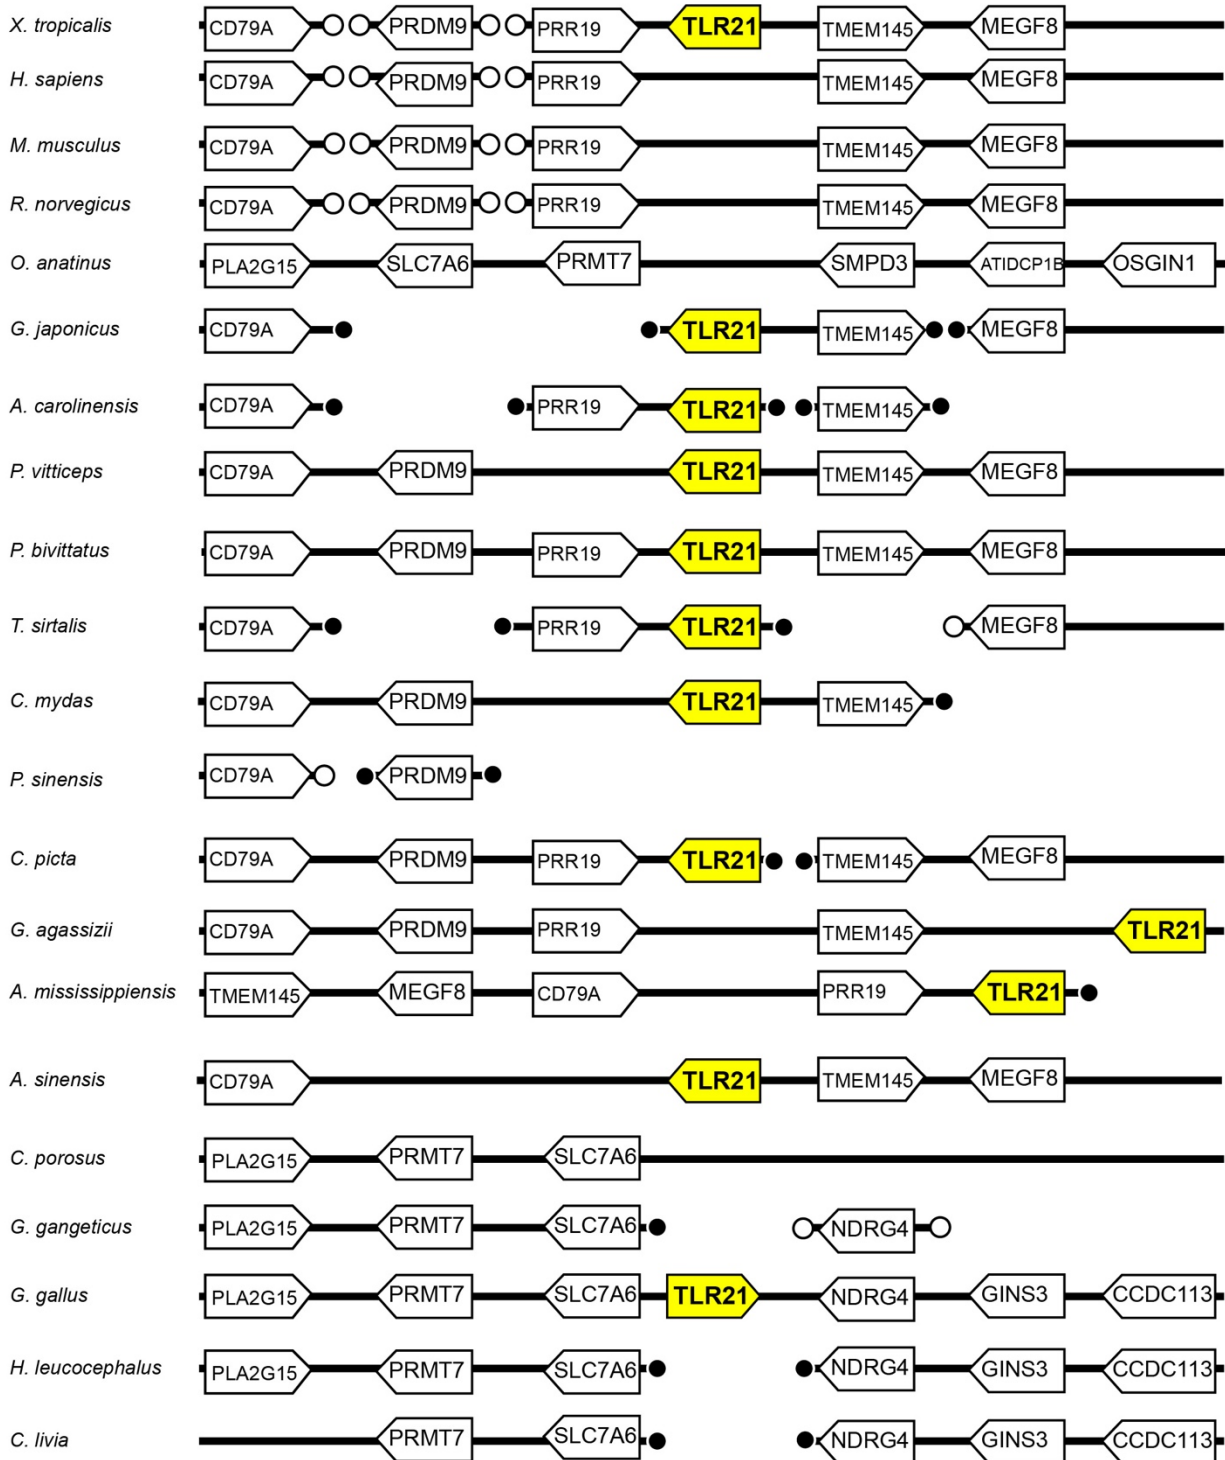 X. tropicalis CD79A PRDM9 PRR19 TLR21 TMEM145 MEGF8
H. sapiens CD79A PRDM9 PRR19 TMEM145 MEGF8
M. musculus CD79A PRDM9 PRR19 TMEM145 MEGF8
R. norvegicus CD79A PRDM9 PRR19 TMEM145 MEGF8
O. anatinus PLA2G15 SLC7A6 PRMT7 SMPD3 ATIDCP1B OSGIN1
G. japonicus CD79A TLR21 TMEM145 MEGF8
A. carolinensis CD79A PRR19 TLR21 TMEM145
P. vitticeps CD79A PRDM9 TLR21 TMEM145 MEGF8
P. bivittatus CD79A PRDM9 PRR19 TLR21 TMEM145 MEGF8
T. sirtalis CD79A PRR19 TLR21 MEGF8
C. mydas CD79A PRDM9 TLR21 TMEM145
P. sinensis CD79A PRDM9
C. picta CD79A PRDM9 PRR19 TLR21 TMEM145 MEGF8
G. agassizii CD79A PRDM9 PRR19 TMEM145 TLR21
A. mississippiensis TMEM145 MEGF8 CD79A PRR19 TLR21
A. sinensis CD79A TLR21 TMEM145 MEGF8
C. porosus PLA2G15 PRMT7 SLC7A6
G. gangeticus PLA2G15 PRMT7 SLC7A6 NDRG4
G. gallus PLA2G15 PRMT7 SLC7A6 TLR21 NDRG4 GINS3 CCDC113
H. leucocephalus PLA2G15 PRMT7 SLC7A6 NDRG4 GINS3 CCDC113
C. livia PRMT7 SLC7A6 NDRG4 GINS3 CCDC113